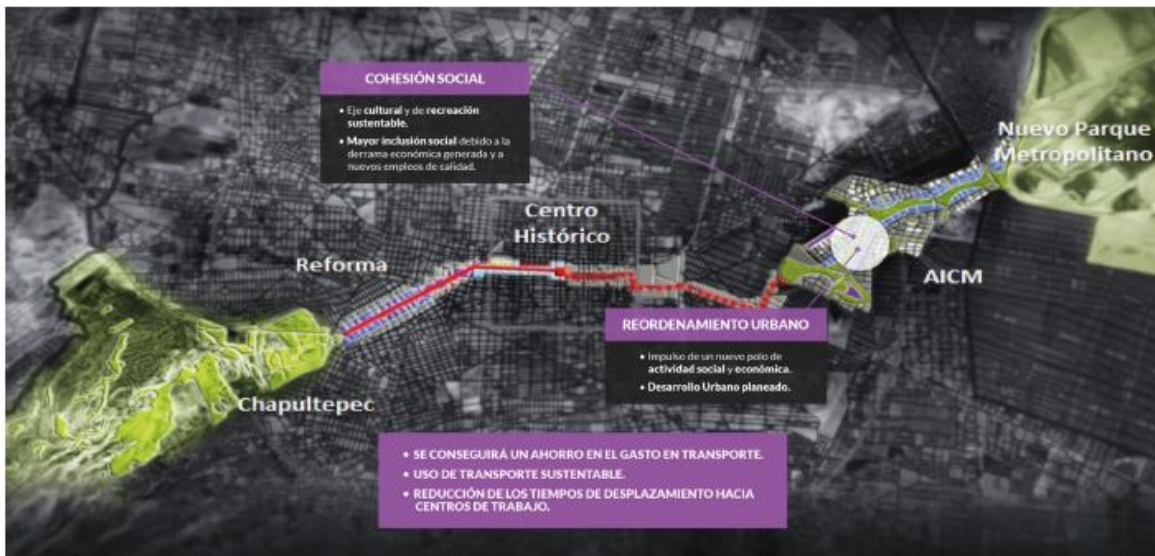 COHESIÓN SOCIAL
• Eje cultural y de recreación
sustentable.
• Mayor inclusión social debido a la
derrama económica generada y a
nuevos empleos de calidad.
Nuevo Parque
Metropolitano
Centro
Histórico
Reforma
AICM
REORDENAMIENTO URBANO
• Impulso de un nuevo polo de
actividad social y económica.
• Desarrollo Urbano planeado.
Chapultepec
• SE CONSEGUIRÁ UN AHORRO EN EL GASTO EN TRANSPORTE.
• USO DE TRANSPORTE SUSTENTABLE.
• REDUCCIÓN DE LOS TIEMPOS DE DESPLAZAMIENTO HACIA
CENTROS DE TRABAJO.